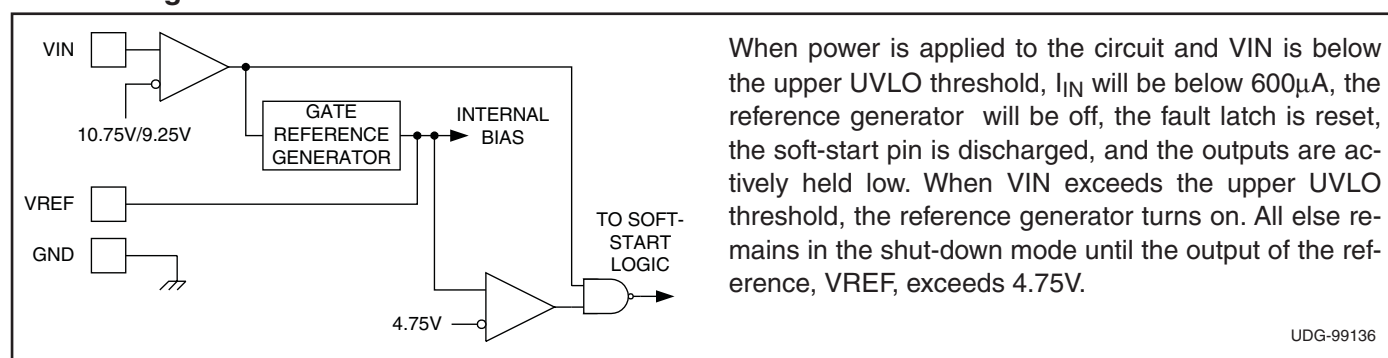 VIN
10.75V/9.25V
GATE
REFERENCE
GENERATOR
INTERNAL
BIAS
VREF
GND
4.75V
TO SOFT-
START
LOGIC
When power is applied to the circuit and VIN is below
the upper UVLO threshold, IIN will be below 600μA, the
reference generator will be off, the fault latch is reset,
the soft-start pin is discharged, and the outputs are ac-
tively held low. When VIN exceeds the upper UVLO
threshold, the reference generator turns on. All else re-
mains in the shut-down mode until the output of the ref-
erence, VREF, exceeds 4.75V.
UDG-99136